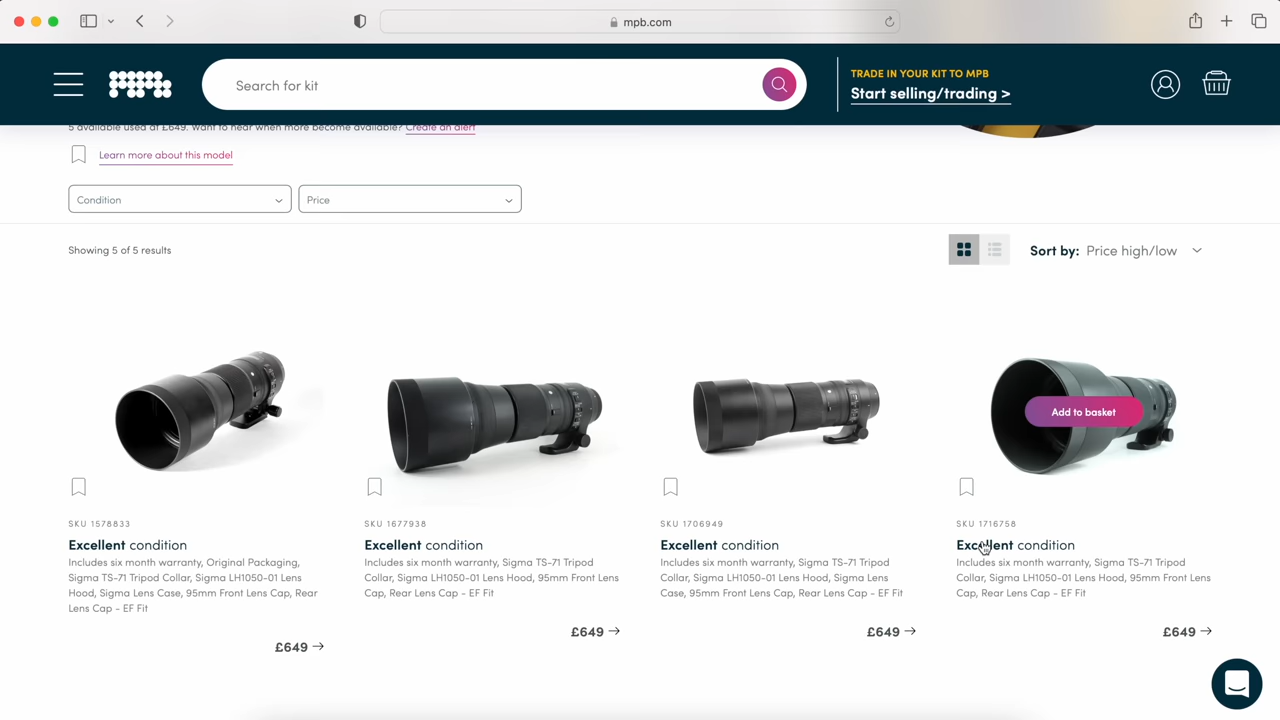 mpb.com
mpb
Search for kit
TRADE IN YOUR KIT TO MPB
Start selling/trading >
5 available used at £649. Want to hear when more become available? Create an alert
Learn more about this model
Condition
Price
Showing 5 of 5 results
Sort by: Price high/low
Add to basket
SKU 1578833
Excellent condition
Includes six month warranty, Original Packaging,
Sigma TS-71 Tripod Collar, Sigma LH1050-01 Lens
Hood, Sigma Lens Case, 95mm Front Lens Cap, Rear
Lens Cap - EF Fit
£649 →
SKU 1677938
Excellent condition
Includes six month warranty, Sigma TS-71 Tripod
Collar, Sigma LH1050-01 Lens Hood, 95mm Front Lens
Cap, Rear Lens Cap - EF Fit
£649 →
SKU 1706949
Excellent condition
Includes six month warranty, Sigma TS-71 Tripod
Collar, Sigma LH1050-01 Lens Hood, Sigma Lens
Case, 95mm Front Lens Cap, Rear Lens Cap - EF Fit
£649 →
SKU 1716758
Excellent condition
Includes six month warranty, Sigma TS-71 Tripod
Collar, Sigma LH1050-01 Lens Hood, 95mm Front Lens
Cap, Rear Lens Cap - EF Fit
£649 →